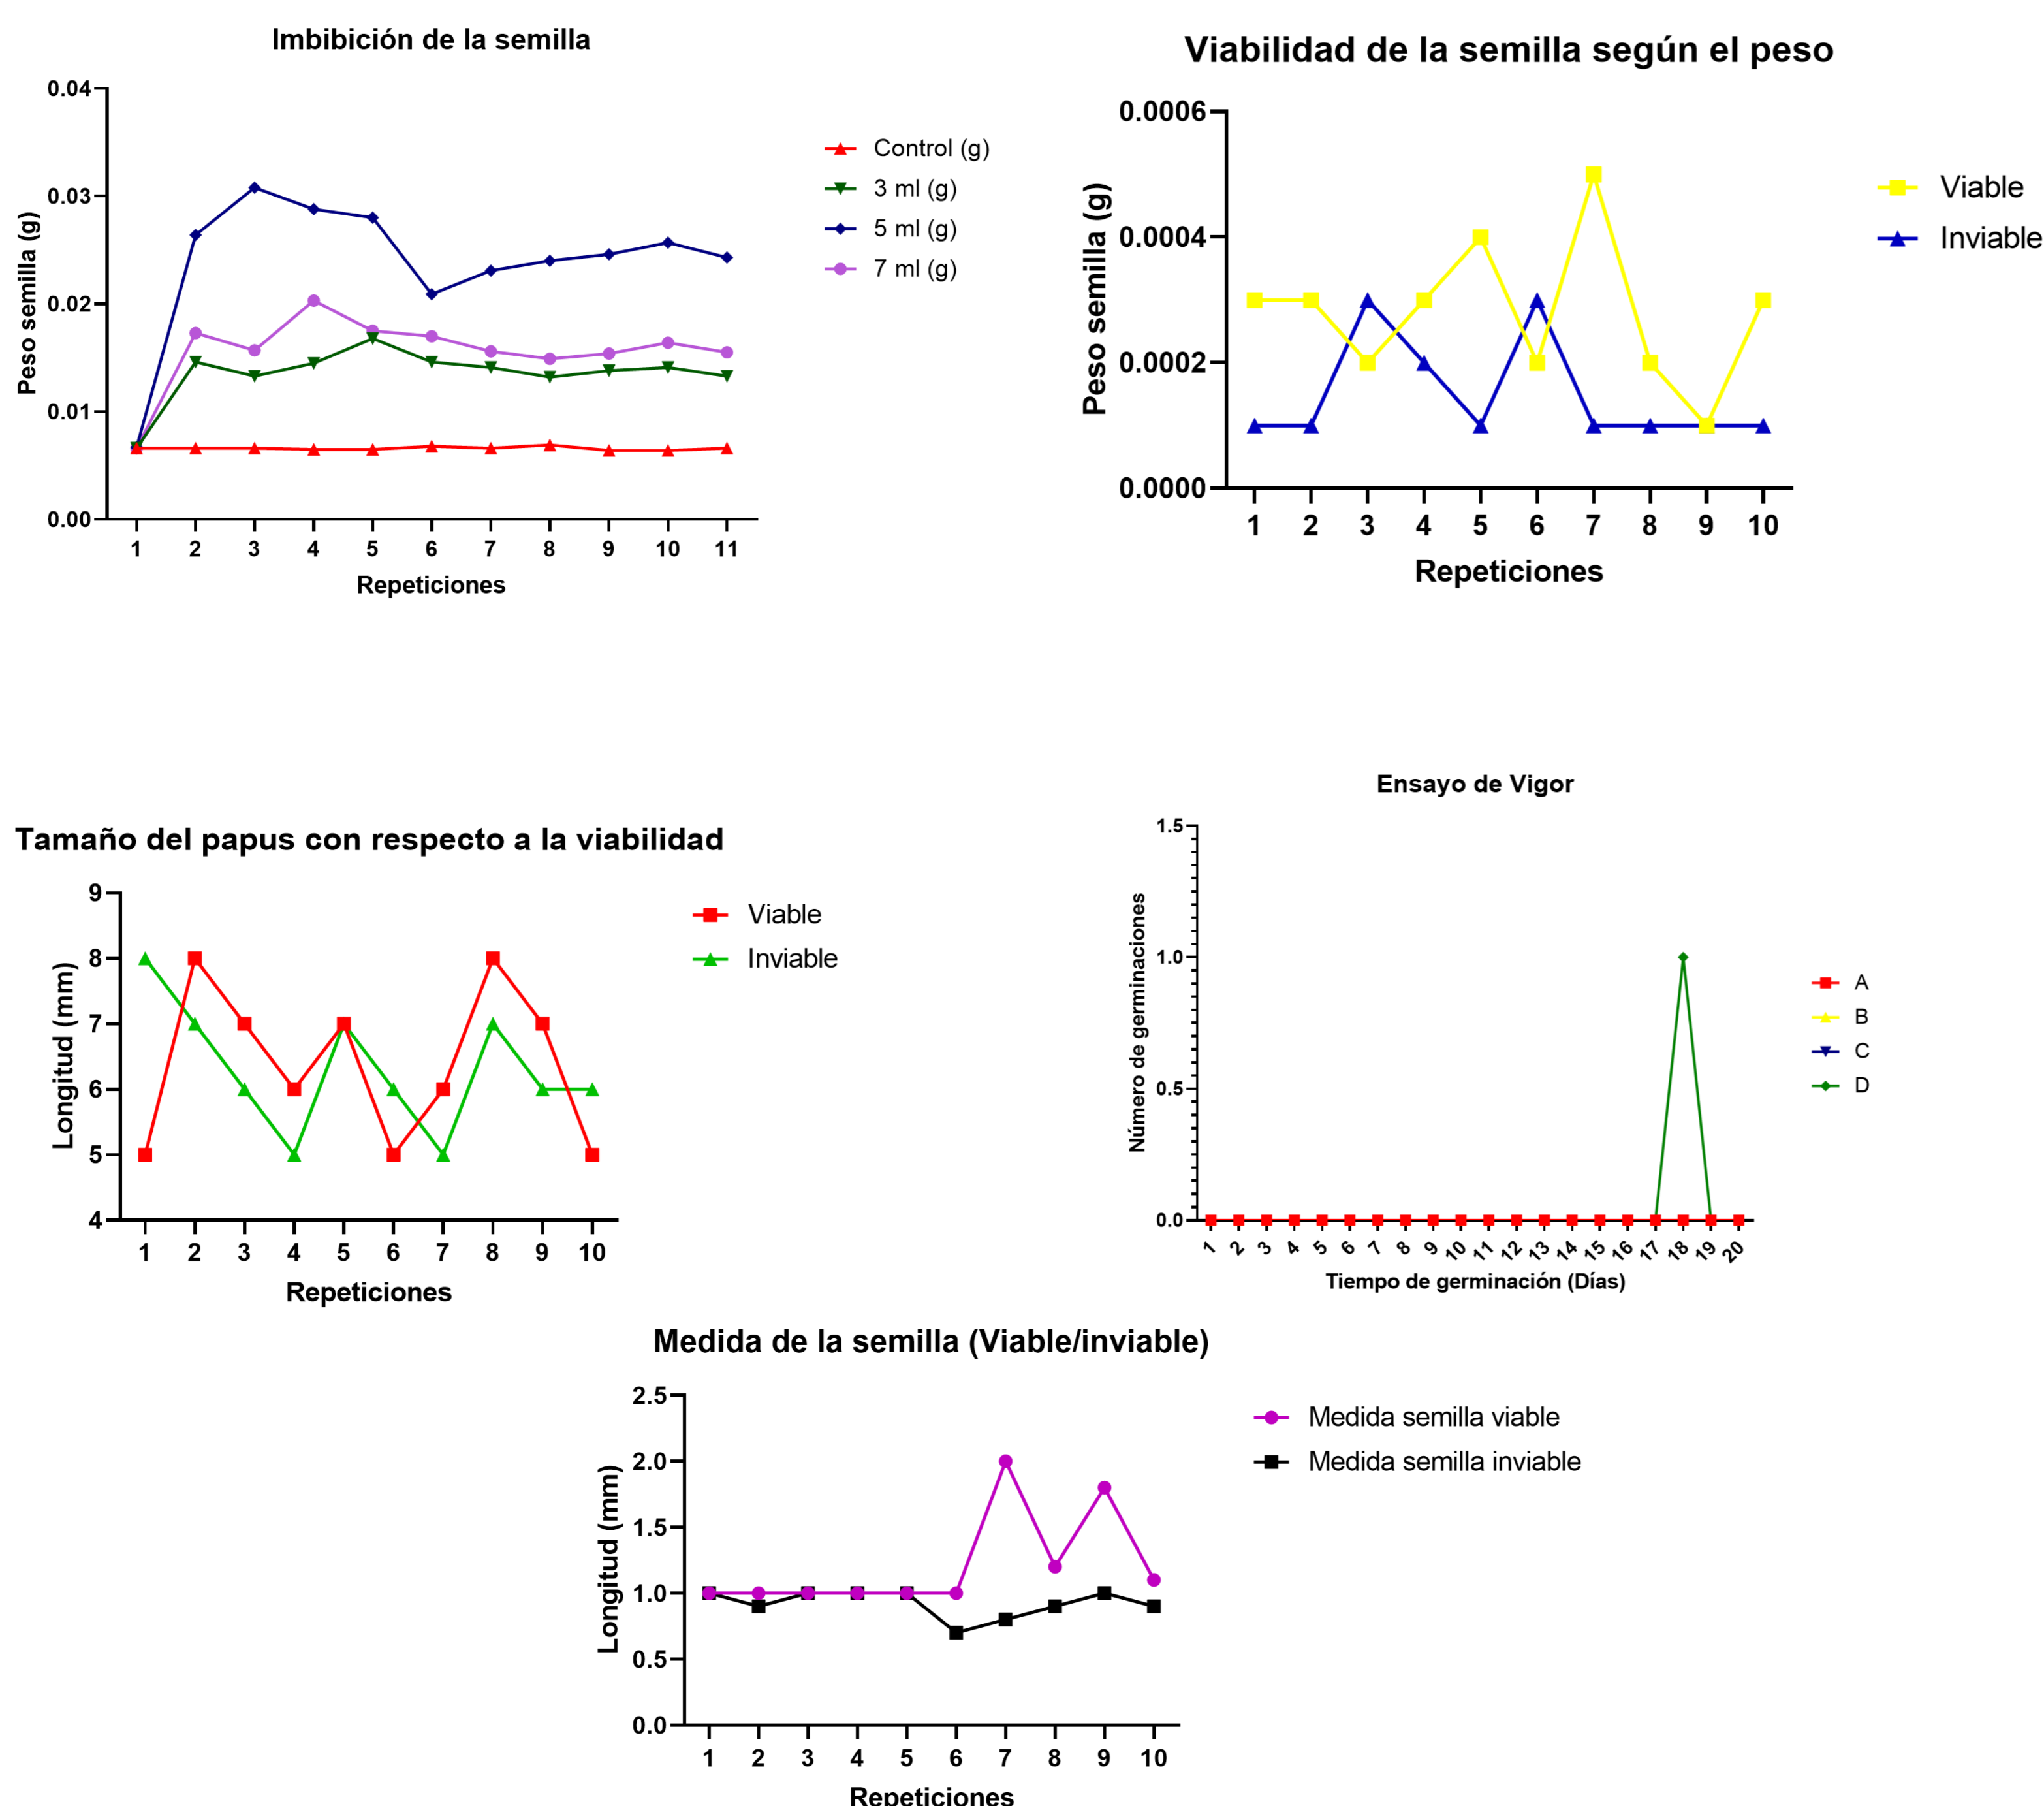 Imbibición de la semilla
0.04
0.03
0.02
0.01
0.00
Peso semilla (g)
1 2 3 4 5 6 7 8 9 10 11
Repeticiones
Control (g)
3 ml (g)
5 ml (g)
7 ml (g)
Viabilidad de la semilla según el peso
0.0006
0.0004
0.0002
0.0000
Peso semilla (g)
1 2 3 4 5 6 7 8 9 10
Repeticiones
Viable
Inviable
Tamaño del papus con respecto a la viabilidad
9
8
7
6
5
4
Longitud (mm)
1 2 3 4 5 6 7 8 9 10
Repeticiones
Viable
Inviable
Ensayo de Vigor
1.5
1.0
0.5
0.0
Número de germinaciones
1 2 3 4 5 6 7 8 9 10 11 12 13 14 15 16 17 18 19 20
Tiempo de germinación (Días)
A
B
C
D
Medida de la semilla (Viable/inviable)
2.5
2.0
1.5
1.0
0.5
0.0
Longitud (mm)
1 2 3 4 5 6 7 8 9 10
Repeticiones
Medida semilla viable
Medida semilla inviable